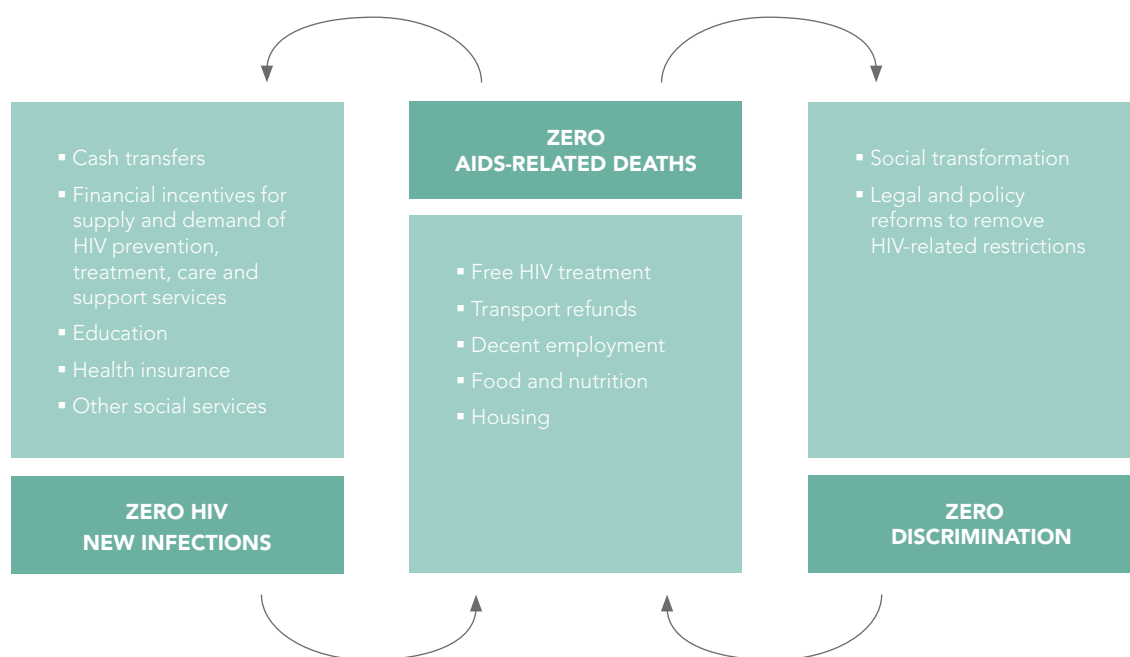 ▪ Cash transfers
▪ Financial incentives for
supply and demand of
HIV prevention,
treatment, care and
support services
▪ Education
▪ Health insurance
▪ Other social services
ZERO HIV
NEW INFECTIONS
ZERO
AIDS-RELATED DEATHS
▪ Free HIV treatment
▪ Transport refunds
▪ Decent employment
▪ Food and nutrition
▪ Housing
▪ Social transformation
▪ Legal and policy
reforms to remove
HIV-related restrictions
ZERO
DISCRIMINATION